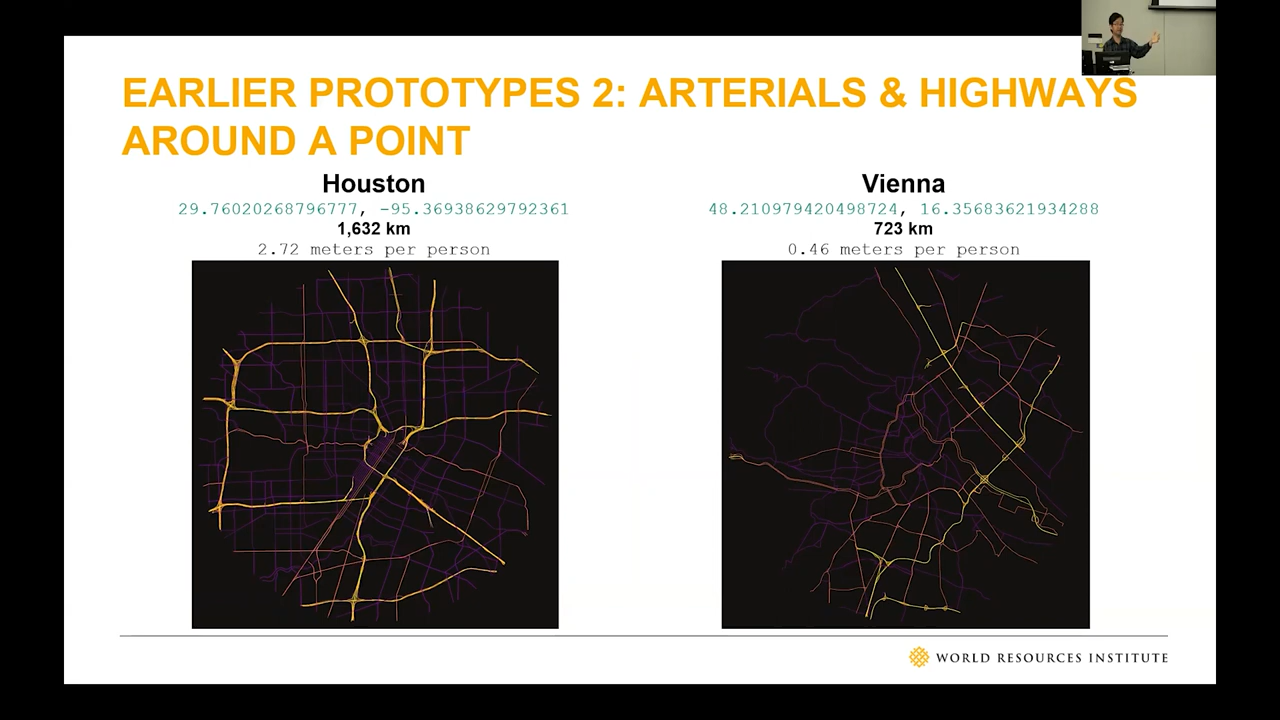 EARLIER PROTOTYPES 2: ARTERIALS & HIGHWAYS
AROUND A POINT
Houston
29.76020268796777, -95.36938629792361
1,632 km
2.72 meters per person
Vienna
48.210979420498724, 16.35683621934288
723 km
0.46 meters per person
WORLD RESOURCES INSTITUTE